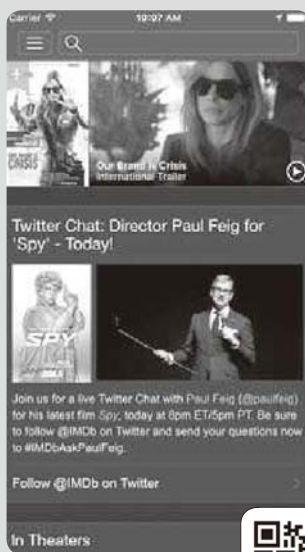 Carrier 10:07 AM
Our Brand Is Crisis
International Trailer
CRISIS
Twitter Chat: Director Paul Feig for
'Spy' - Today!
SPY
Join us for a live Twitter Chat with Paul Feig (@paulfeig)
for his latest film Spy, today at 8pm ET/5pm PT. Be sure
to follow @IMDb on Twitter and send your questions now
to #IMDbAskPaulFeig.
Follow @IMDb on Twitter
In Theaters